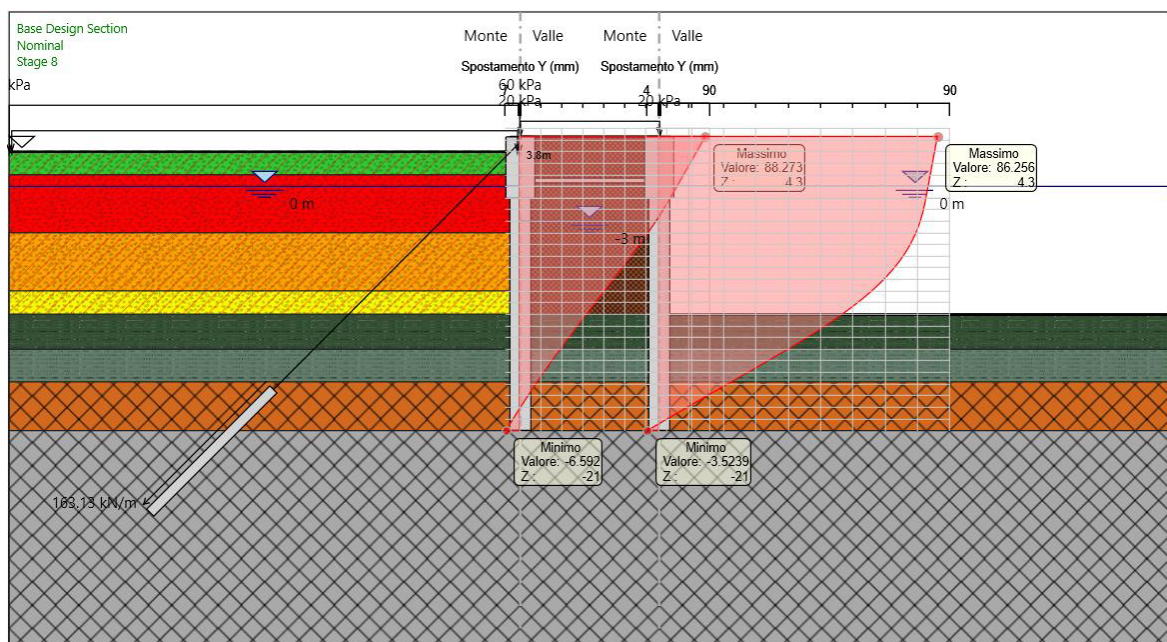 Base Design Section
Nominal
Stage 8
Monte Valle Monte Valle
Spostamento Y (mm) Spostamento Y (mm)
kPa
60 kPa
20 kPa
20 kPa
7
4
90
90
3.8m
Massimo
Valore: 88.273
Z : 4.3
Massimo
Valore: 86.256
Z : 4.3
0 m
0 m
-3 m
Minimo
Valore: -6.592
Z : -21
Minimo
Valore: -3.5239
Z : -21
163.13 kN/m